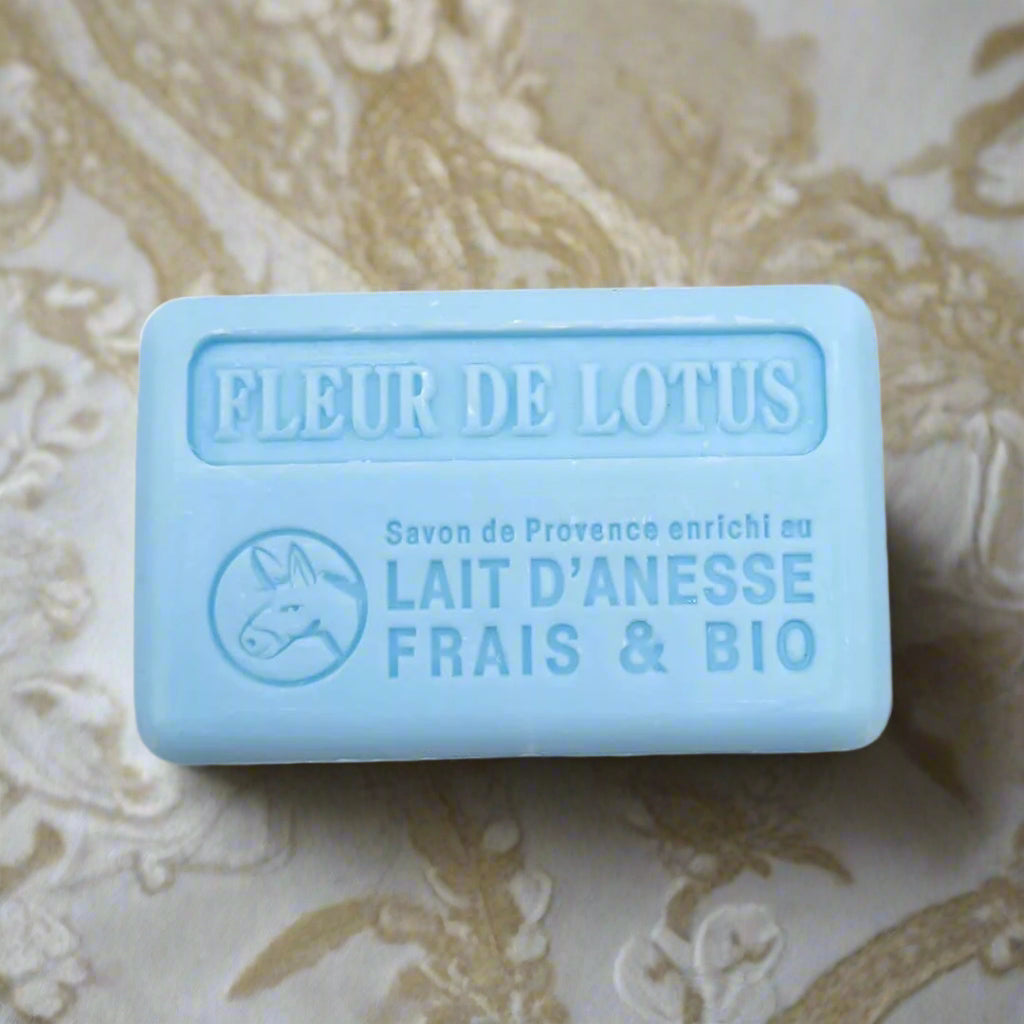 FLEUR DE LOTUS
Savon de Provence enrichi au
LAIT D'ANESSE
FRAIS & BIO